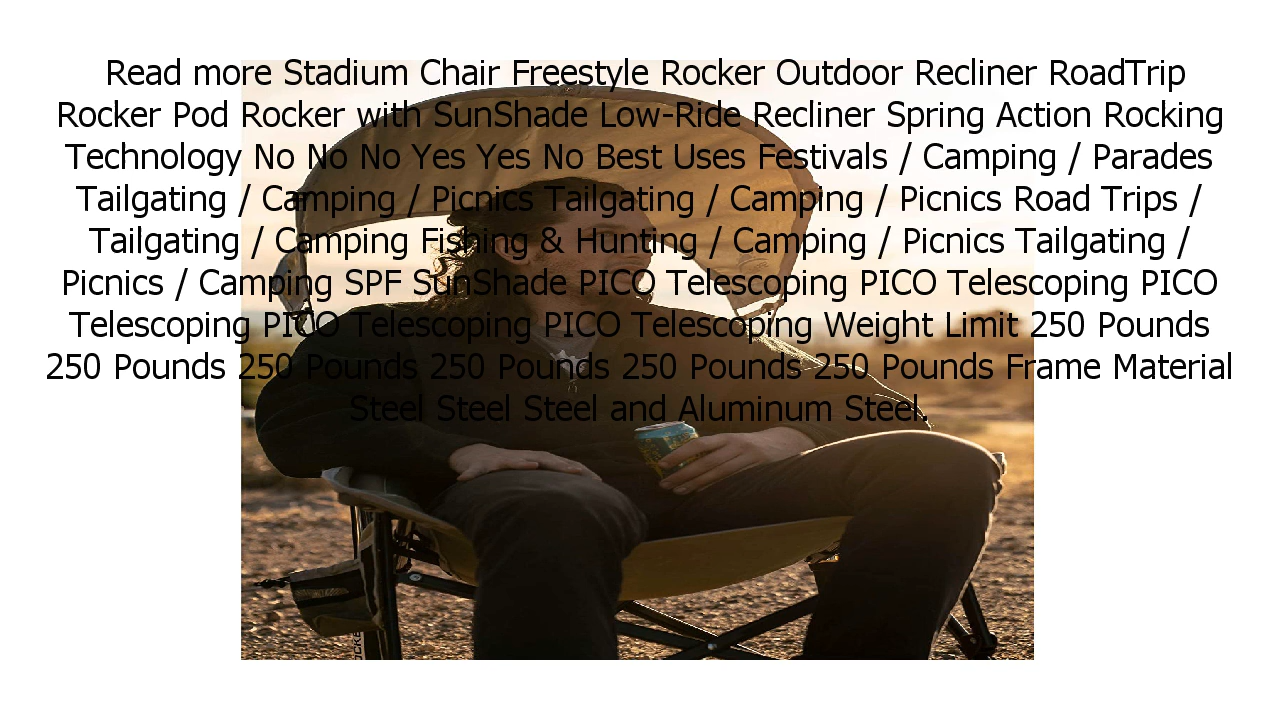 Read more Stadium Chair Freestyle Rocker Outdoor Recliner RoadTrip
Rocker Pod Rocker with SunShade Low-Ride Recliner Spring Action Rocking
Technology No No No Yes Yes No Best Uses Festivals / Camping / Parades
Tailgating / Camping / Picnics Tailgating / Camping / Picnics Road Trips /
Tailgating / Camping Fishing & Hunting / Camping / Picnics Tailgating /
Picnics / Camping SPF SunShade PICO Telescoping PICO Telescoping PICO
Telescoping PICO Telescoping PICO Telescoping Weight Limit 250 Pounds
250 Pounds 250 Pounds 250 Pounds 250 Pounds 250 Pounds Frame Material
Steel Steel Steel and Aluminum Steel.